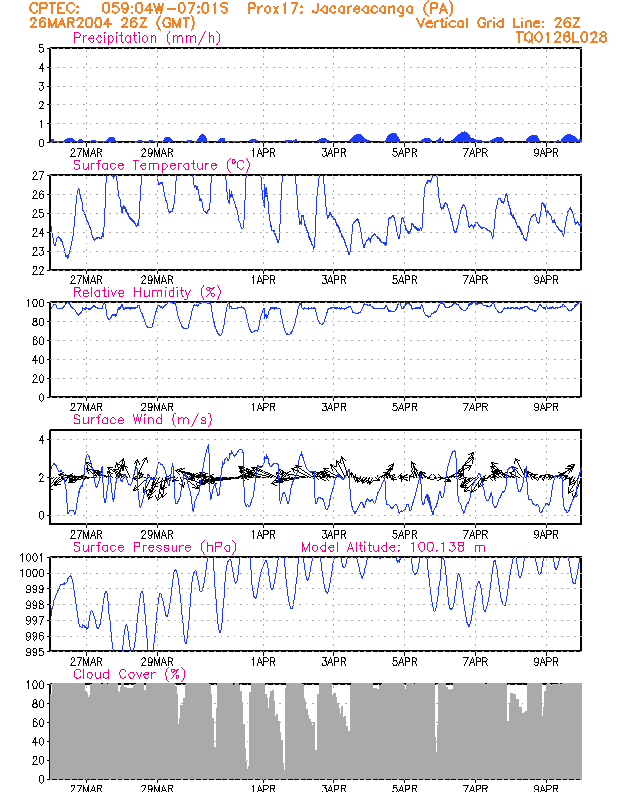 CPTEC:   059:04W-07:01S  Prox17: Jacareacanga (PA)
26MAR2004 26Z (GMT)   Vertical Grid Line: 26Z
Precipitation (mm/h)   TQ0126L028
5
4
3
2
1
0
27MAR 29MAR 1APR 3APR 5APR 7APR 9APR
Surface Temperature (ºC)
27
26
25
24
23
22
27MAR 29MAR 1APR 3APR 5APR 7APR 9APR
Relative Humidity (%)
100
80
60
40
20
0
27MAR 29MAR 1APR 3APR 5APR 7APR 9APR
Surface Wind (m/s)
4
2
0
27MAR 29MAR 1APR 3APR 5APR 7APR 9APR
Surface Pressure (hPa)   Model Altitude: 100.138 m
1001
1000
999
998
997
996
995
27MAR 29MAR 1APR 3APR 5APR 7APR 9APR
Cloud Cover (%)
100
80
60
40
20
0
27MAR 29MAR 1APR 3APR 5APR 7APR 9APR